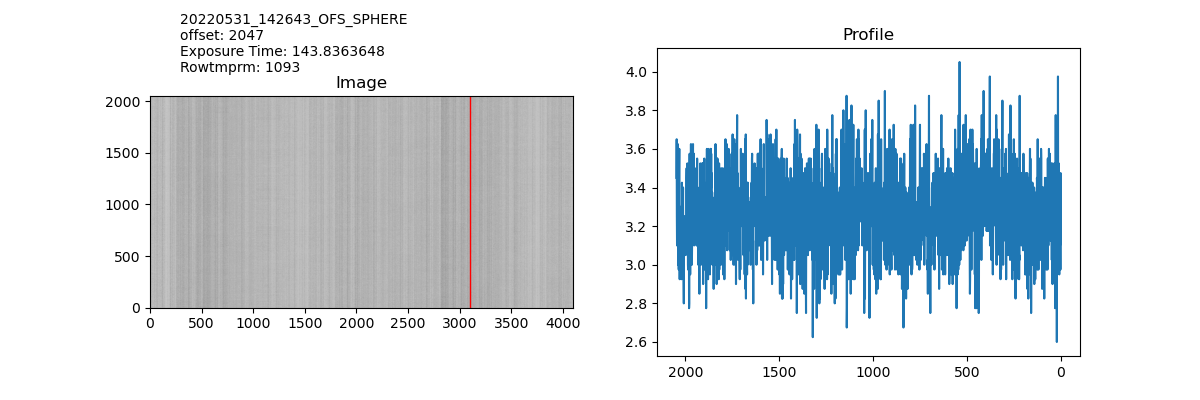 20220531_142643_OFS_SPHERE
offset: 2047
Exposure Time: 143.8363648
Rowtmprm: 1093
Image
2000
1500
1000
500
0
0 500 1000 1500 2000 2500 3000 3500 4000
Profile
4.0
3.8
3.6
3.4
3.2
3.0
2.8
2.6
2000 1500 1000 500 0